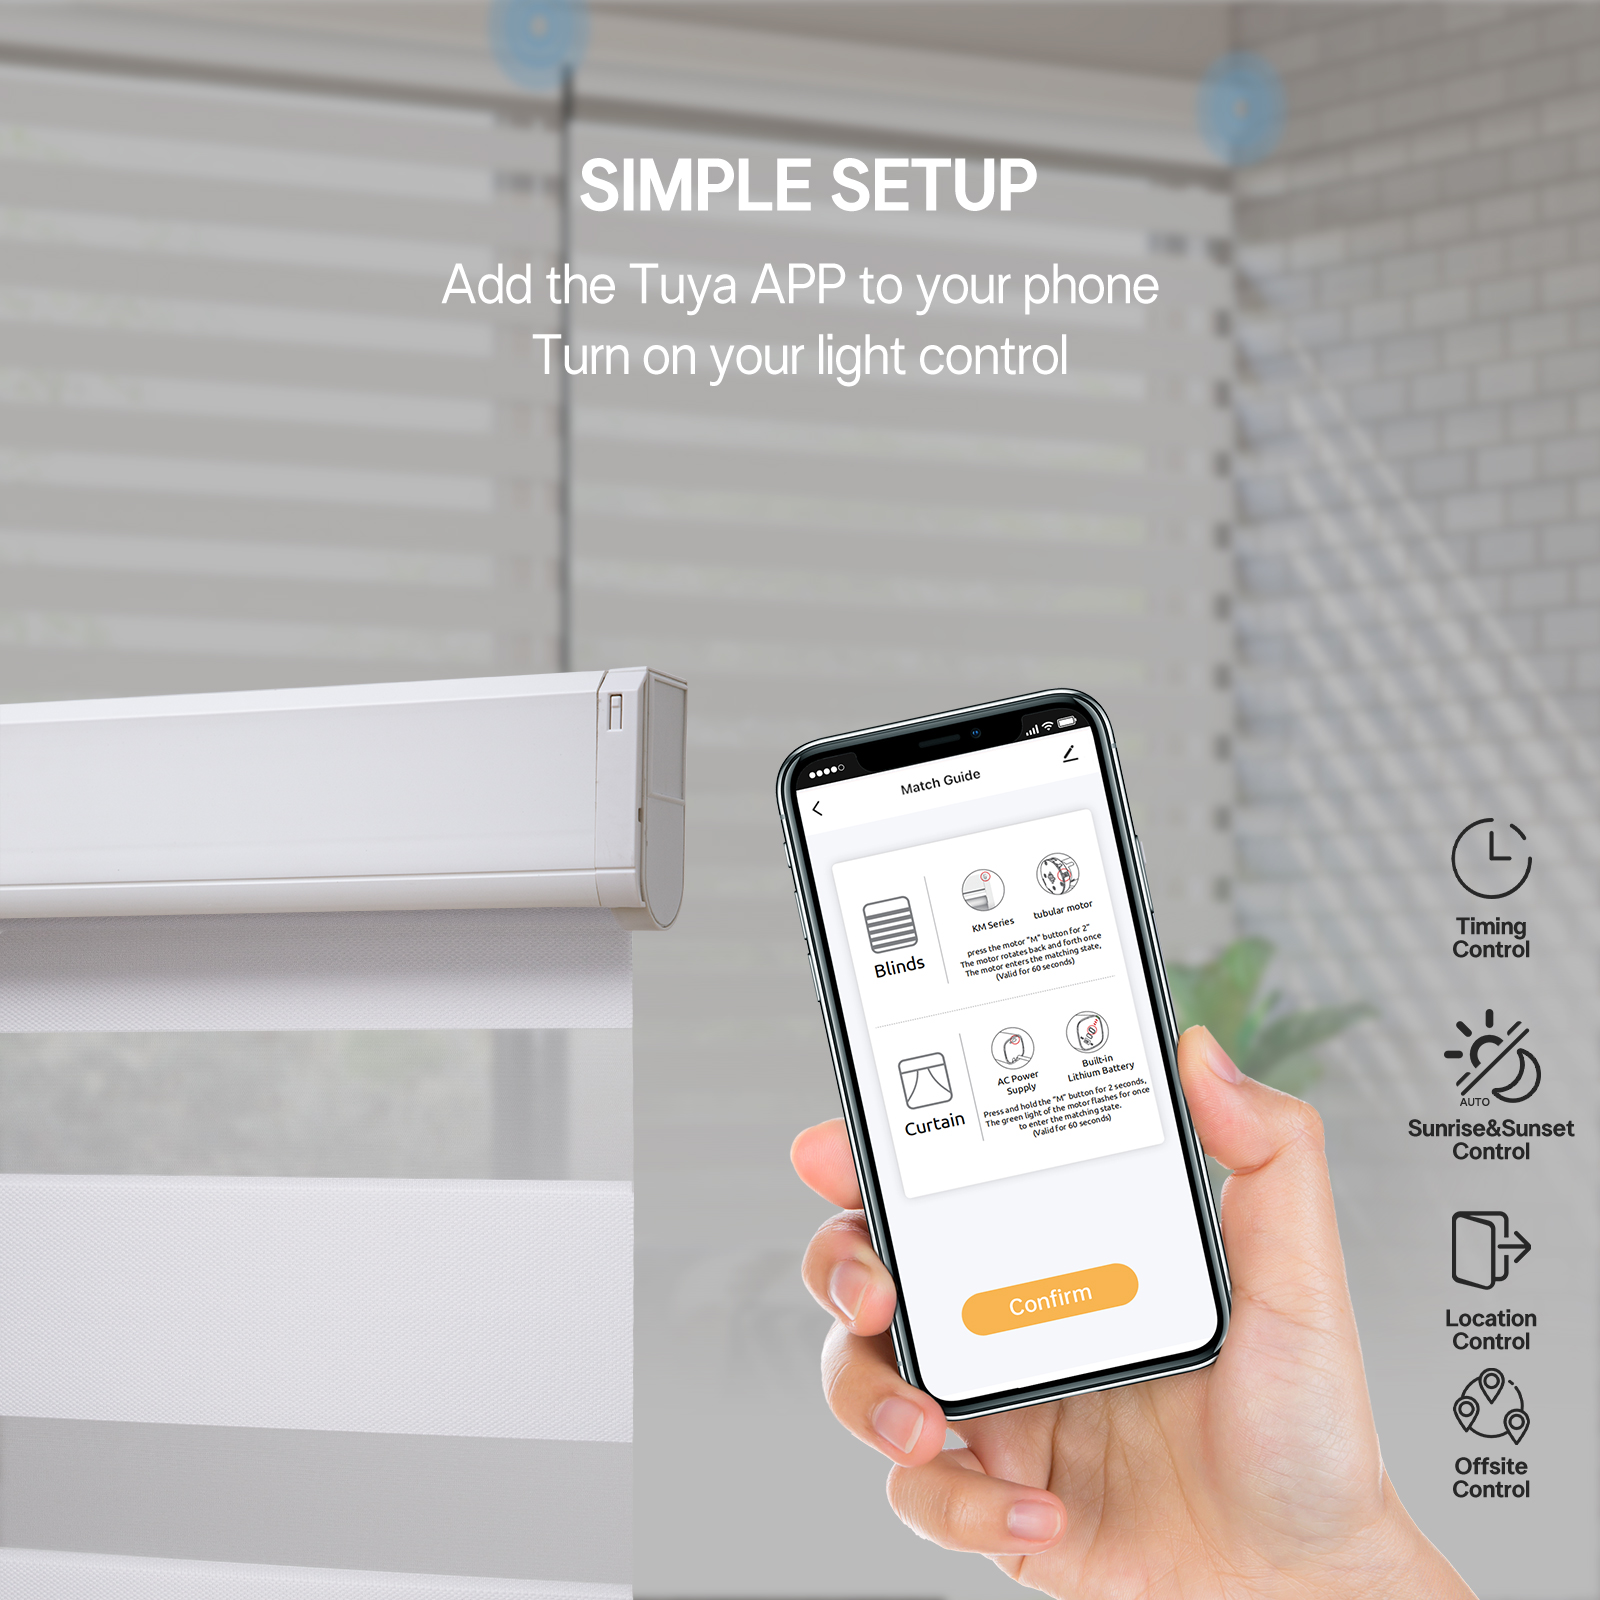 SIMPLE SETUP
Add the Tuya APP to your phone
Turn on your light control
Match Guide
Blinds
KM Series
tubular motor
press the motor "M" button for 2"
The motor rotates back and forth once
The motor enters the matching state,
(Valid for 60 seconds)
Curtain
AC Power
Supply
Built-in
Lithium Battery
Press and hold the "M" button for 2 seconds,
The green light of the motor flashes for once
to enter the matching state.
(Valid for 60 seconds)
Confirm
Timing
Control
AUTO
Sunrise&Sunset
Control
Location
Control
Offsite
Control